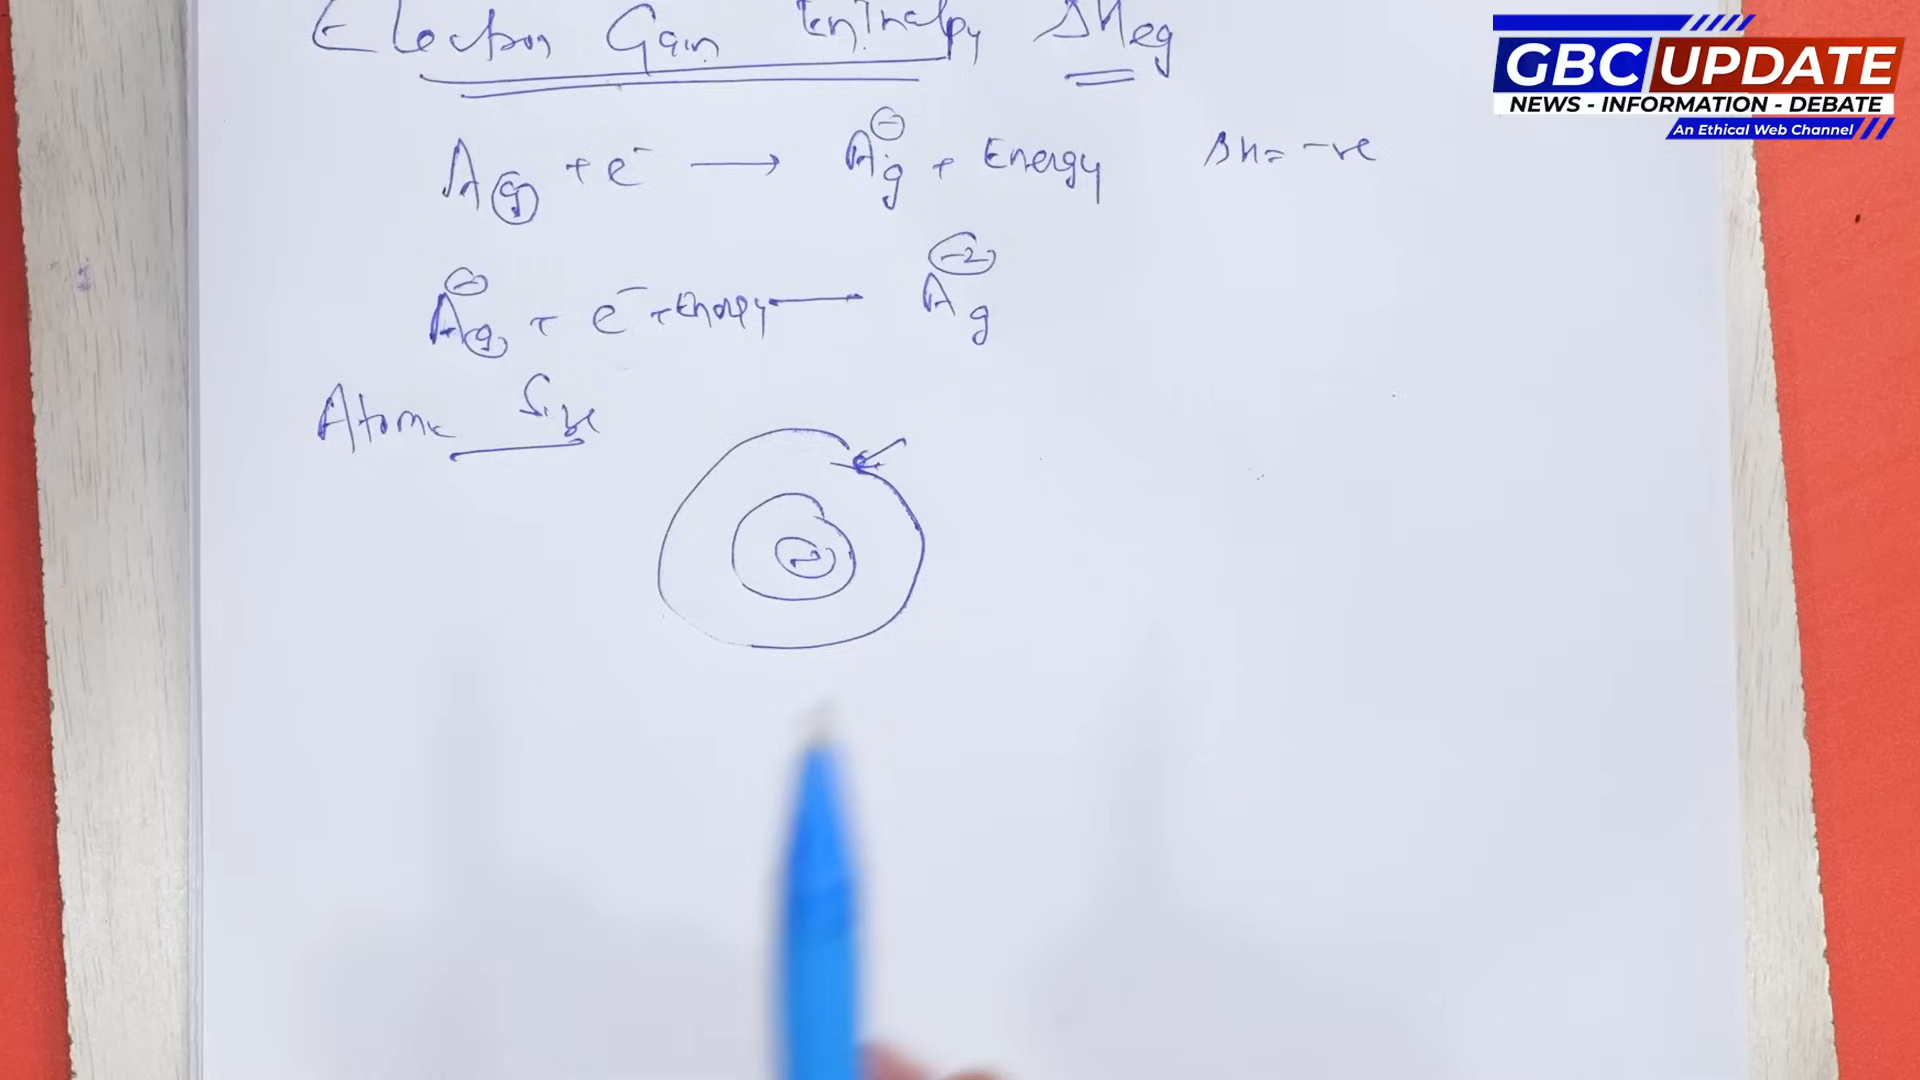 Electron Gain Enthalpy ΔHeg
A(g) + e⁻ ⟶ A⁻g + Energy ΔH = -ve
A⁻(g) + e⁻ + Energy ⟶ A⁻²g
Atomic Size
GBC UPDATE
NEWS - INFORMATION - DEBATE
An Ethical Web Channel